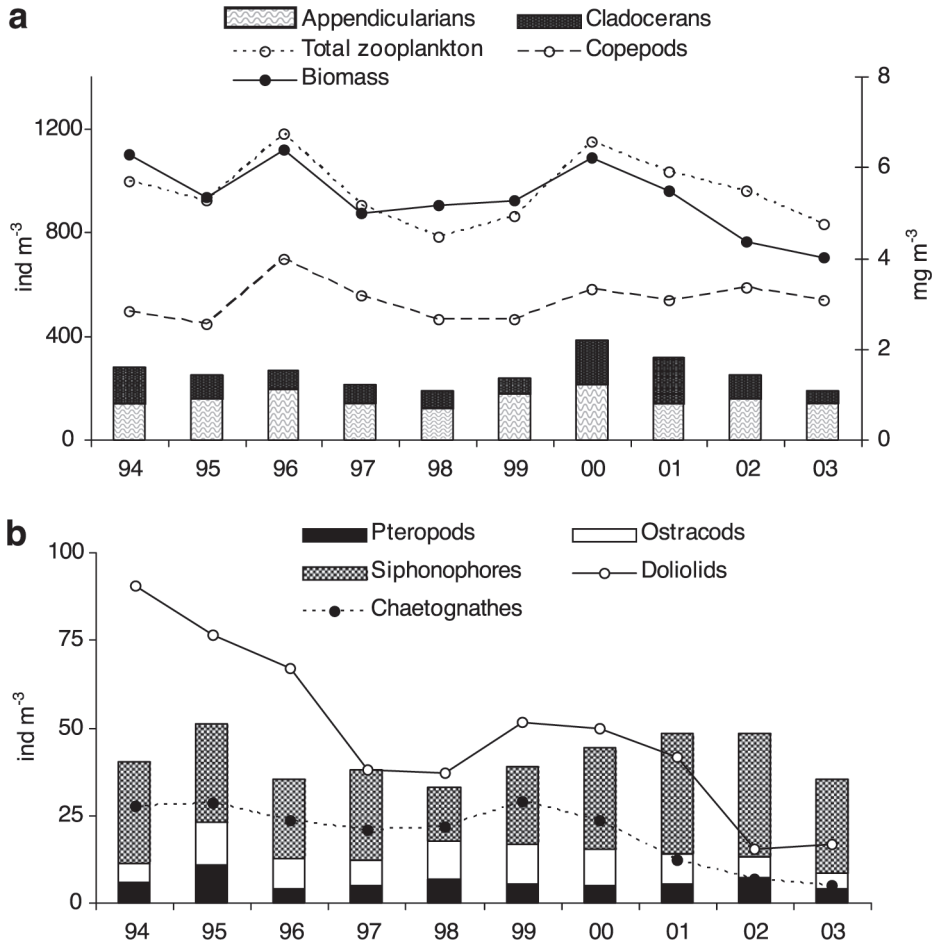 a
Appendicularians Cladocerans
Total zooplankton Copepods
Biomass
8
1200
6
800
4
400
2
0 0
ind m-3
mg m-3
94 95 96 97 98 99 00 01 02 03
b
Pteropods Ostracods
100
Siphonophores Doliolids
Chaetognathes
75
50
25
0
ind m-3
94 95 96 97 98 99 00 01 02 03